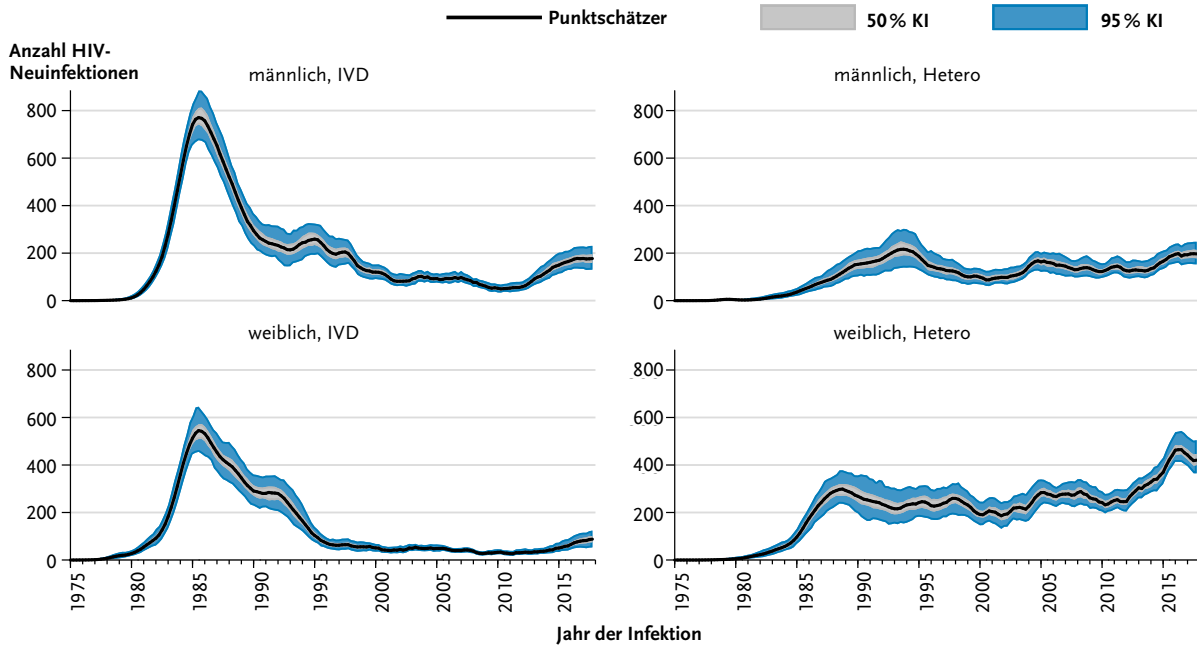 Punktschätzer 50 % KI 95 % KI
Anzahl HIV-
Neuinfektionen
männlich, IVD
männlich, Hetero
800
600
400
200
0
800
600
400
200
0
weiblich, IVD
weiblich, Hetero
800
600
400
200
0
800
600
400
200
0
1975 1980 1985 1990 1995 2000 2005 2010 2015
1975 1980 1985 1990 1995 2000 2005 2010 2015
Jahr der Infektion